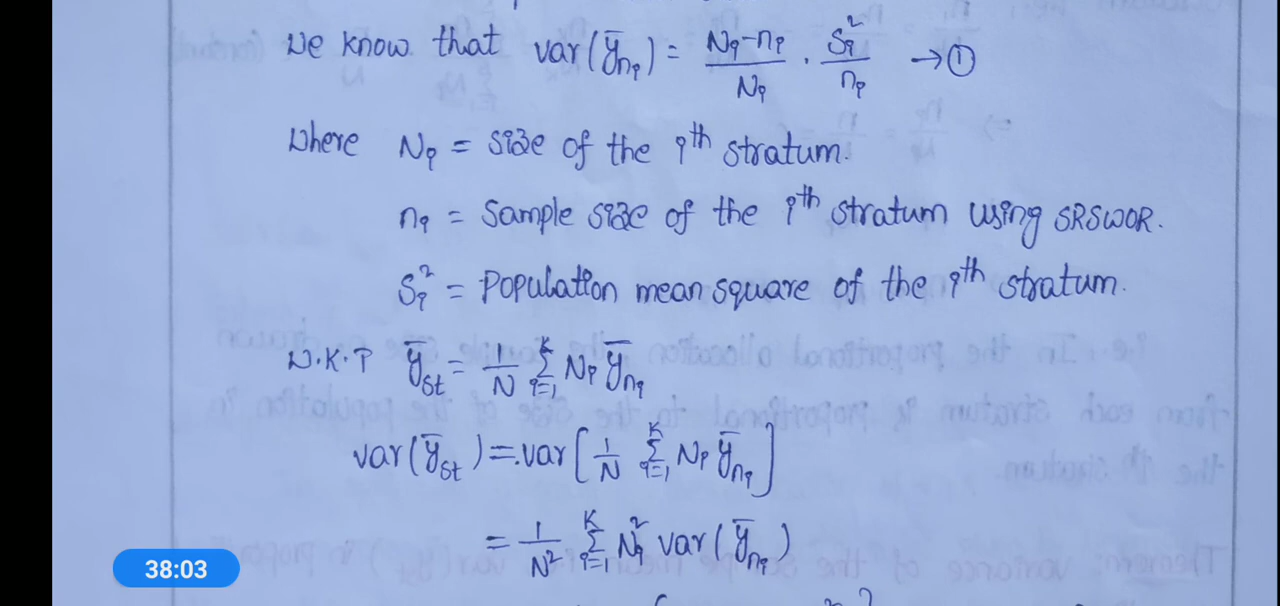 We know that var(ȳnᵢ) = Nᵢ-nᵢ/Nᵢ . Sᵢ²/nᵢ → ①
Where Nᵢ = size of the iᵗʰ stratum.
nᵢ = Sample size of the iᵗʰ stratum using SRSWOR.
Sᵢ² = Population mean square of the iᵗʰ stratum.
W.K.T ȳst = 1/N Σᵢ₌₁ᴷ Nᵢ ȳnᵢ
var(ȳst) = var[1/N Σᵢ₌₁ᴷ Nᵢ ȳnᵢ]
= 1/N² Σᵢ₌₁ᴷ Nᵢ² var(ȳnᵢ)
38:03